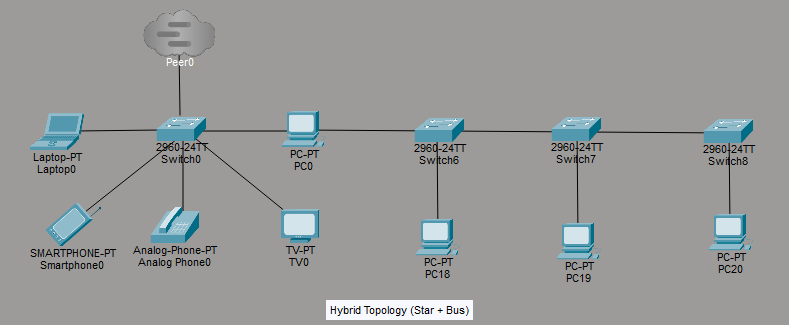 Peer0
Laptop-PT
Laptop0
2960-24TT
Switch0
PC-PT
PC0
2960-24TT
Switch6
2960-24TT
Switch7
2960-24TT
Switch8
SMARTPHONE-PT
Smartphone0
Analog-Phone-PT
Analog Phone0
TV-PT
TV0
PC-PT
PC18
PC-PT
PC19
PC-PT
PC20
Hybrid Topology (Star + Bus)